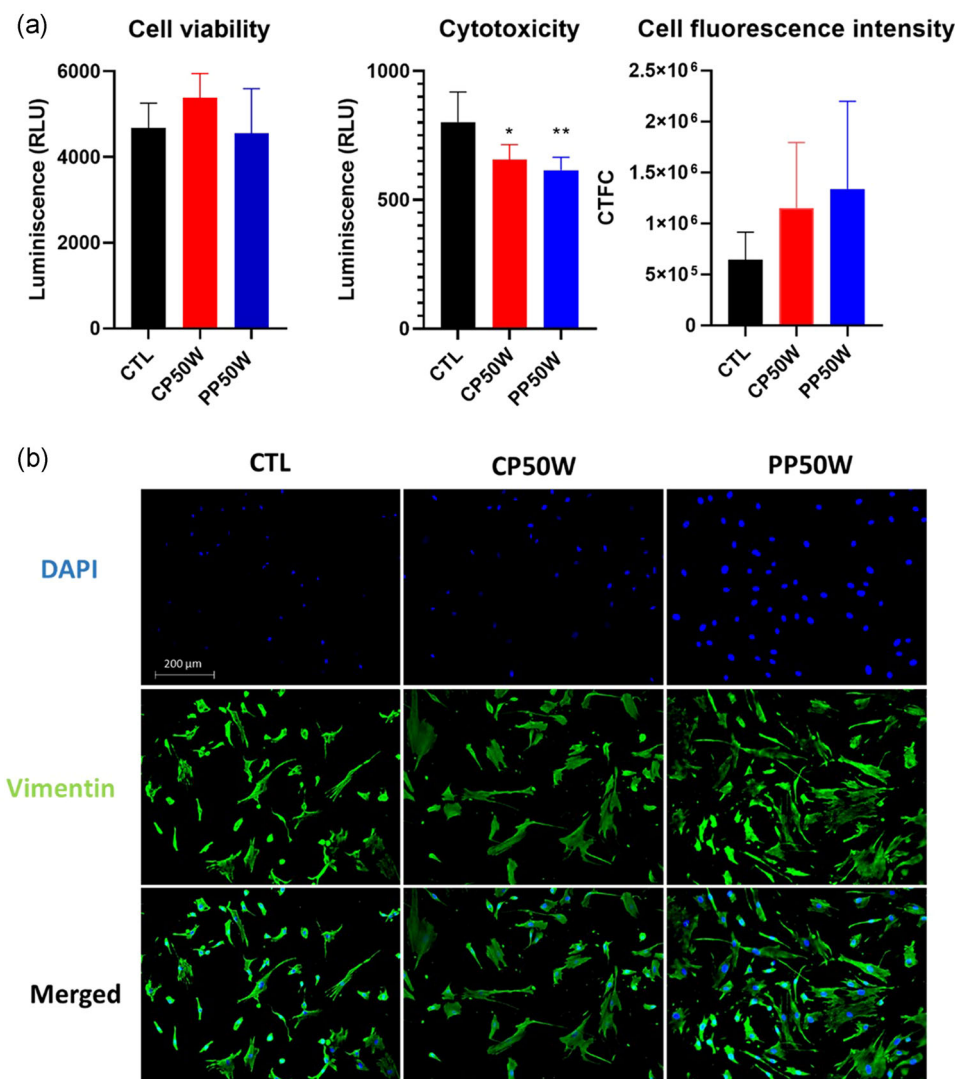 (a)
Cell viability
Luminiscence (RLU)
6000
4000
2000
0
CTL
CP50W
PP50W
Cytotoxicity
Luminiscence (RLU)
1000
500
0
*
**
CTL
CP50W
PP50W
Cell fluorescence intensity
CTFC
2.5×10⁶
2×10⁶
1.5×10⁶
1×10⁶
5×10⁵
0
CTL
CP50W
PP50W
(b)
CTL CP50W PP50W
DAPI
200 μm
Vimentin
Merged